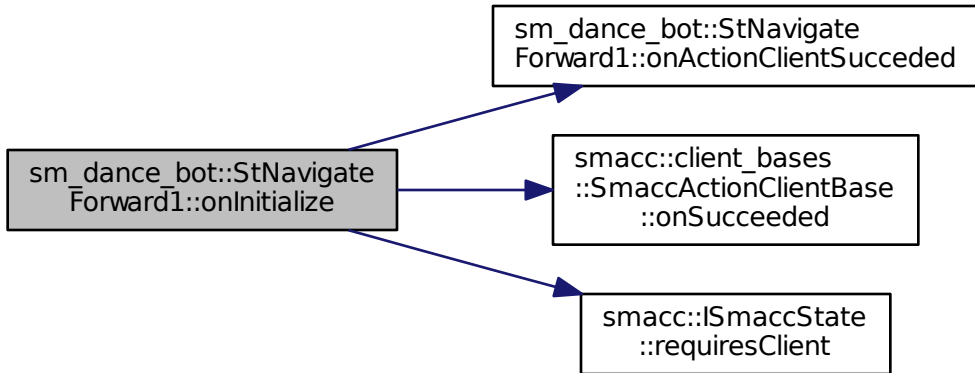 sm_dance_bot::StNavigate
Forward1::onInitialize
sm_dance_bot::StNavigate
Forward1::onActionClientSucceded
smacc::client_bases
::SmaccActionClientBase
::onSucceeded
smacc::ISmaccState
::requiresClient